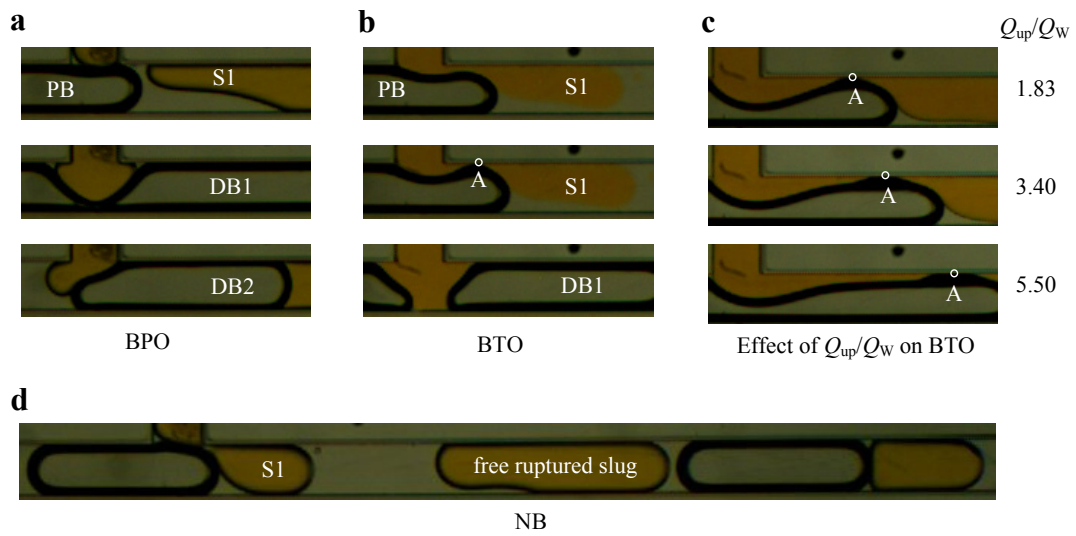 a
PB
S1
DB1
DB2
BPO
b
PB
S1
A
S1
DB1
BTO
c
Qup/QW
A
1.83
A
3.40
A
5.50
Effect of Qup/QW on BTO
d
S1
free ruptured slug
NB